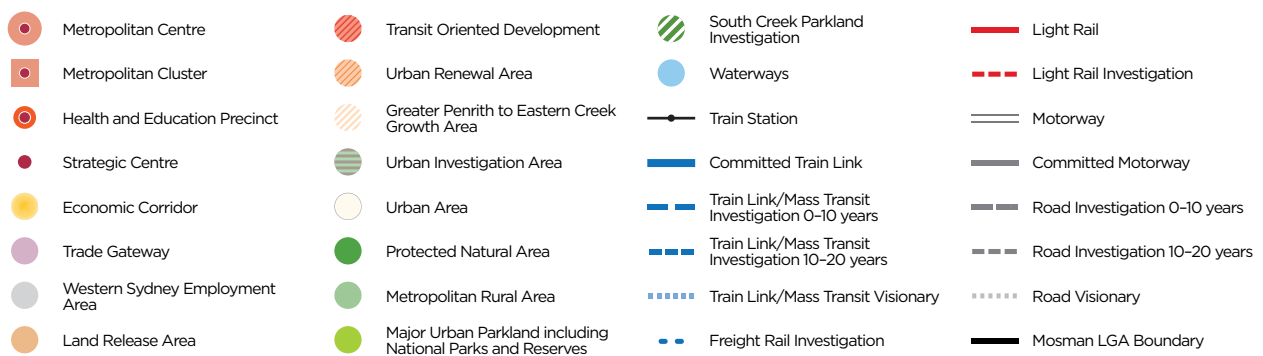 Metropolitan Centre
Metropolitan Cluster
Health and Education Precinct
Strategic Centre
Economic Corridor
Trade Gateway
Western Sydney Employment
Area
Land Release Area
Transit Oriented Development
Urban Renewal Area
Greater Penrith to Eastern Creek
Growth Area
Urban Investigation Area
Urban Area
Protected Natural Area
Metropolitan Rural Area
Major Urban Parkland including
National Parks and Reserves
South Creek Parkland
Investigation
Waterways
Train Station
Committed Train Link
Train Link/Mass Transit
Investigation 0–10 years
Train Link/Mass Transit
Investigation 10–20 years
Train Link/Mass Transit Visionary
Freight Rail Investigation
Light Rail
Light Rail Investigation
Motorway
Committed Motorway
Road Investigation 0–10 years
Road Investigation 10–20 years
Road Visionary
Mosman LGA Boundary